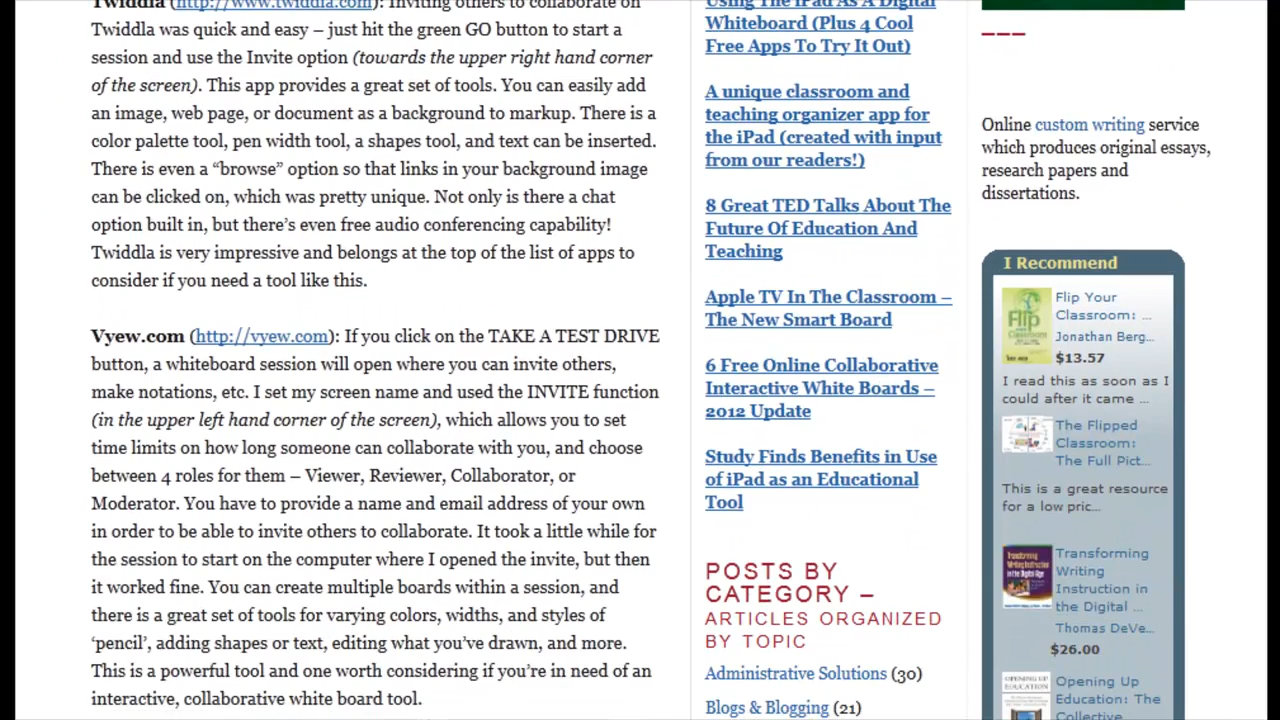 Twiddla (http://www.twiddla.com): Inviting others to collaborate on
Twiddla was quick and easy – just hit the green GO button to start a
session and use the Invite option (towards the upper right hand corner
of the screen). This app provides a great set of tools. You can easily add
an image, web page, or document as a background to markup. There is a
color palette tool, pen width tool, a shapes tool, and text can be inserted.
There is even a “browse” option so that links in your background image
can be clicked on, which was pretty unique. Not only is there a chat
option built in, but there’s even free audio conferencing capability!
Twiddla is very impressive and belongs at the top of the list of apps to
consider if you need a tool like this.
Vyew.com (http://vyew.com): If you click on the TAKE A TEST DRIVE
button, a whiteboard session will open where you can invite others,
make notations, etc. I set my screen name and used the INVITE function
(in the upper left hand corner of the screen), which allows you to set
time limits on how long someone can collaborate with you, and choose
between 4 roles for them – Viewer, Reviewer, Collaborator, or
Moderator. You have to provide a name and email address of your own
in order to be able to invite others to collaborate. It took a little while for
the session to start on the computer where I opened the invite, but then
it worked fine. You can create multiple boards within a session, and
there is a great set of tools for varying colors, widths, and styles of
‘pencil’, adding shapes or text, editing what you’ve drawn, and more.
This is a powerful tool and one worth considering if you’re in need of an
interactive, collaborative white board tool.
Using The iPad As A Digital
Whiteboard (Plus 4 Cool
Free Apps To Try It Out)
A unique classroom and
teaching organizer app for
the iPad (created with input
from our readers!)
8 Great TED Talks About The
Future Of Education And
Teaching
Apple TV In The Classroom –
The New Smart Board
6 Free Online Collaborative
Interactive White Boards –
2012 Update
Study Finds Benefits in Use
of iPad as an Educational
Tool
POSTS BY
CATEGORY –
ARTICLES ORGANIZED
BY TOPIC
Administrative Solutions (30)
Blogs & Blogging (21)
Online custom writing service
which produces original essays,
research papers and
dissertations.
I Recommend
Flip Your
Classroom: ...
Jonathan Berg...
$13.57
I read this as soon as I
could after it came ...
The Flipped
Classroom:
The Full Pict...
This is a great resource
for a low pric...
Transforming
Writing
Instruction in
the Digital ...
Thomas DeVe...
$26.00
Opening Up
Education: The
Collective